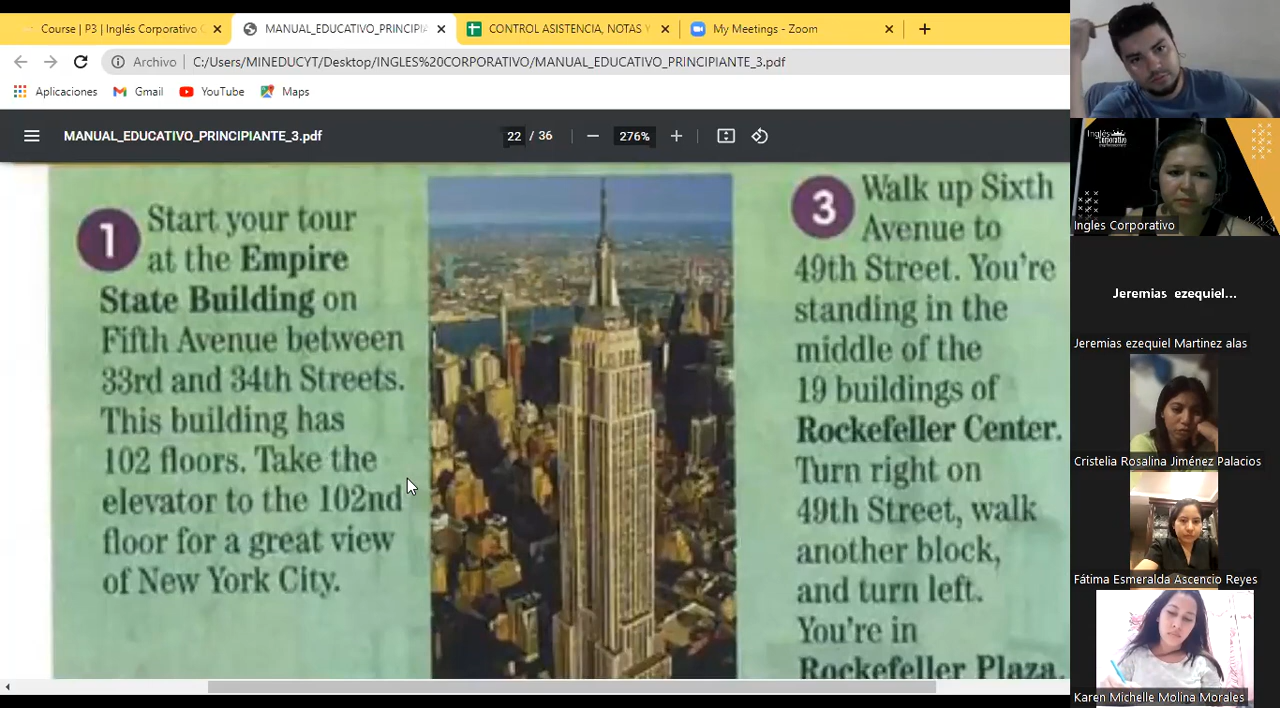 Course | P3 | Inglés Corporativo
MANUAL_EDUCATIVO_PRINCIPIA
CONTROL ASISTENCIA, NOTAS Y
My Meetings - Zoom
Archivo | C:/Users/MINEDUCYT/Desktop/INGLES%20CORPORATIVO/MANUAL_EDUCATIVO_PRINCIPIANTE_3.pdf
Aplicaciones
Gmail
YouTube
Maps
MANUAL_EDUCATIVO_PRINCIPIANTE_3.pdf
22 / 36
276%
1 Start your tour
at the Empire
State Building on
Fifth Avenue between
33rd and 34th Streets.
This building has
102 floors. Take the
elevator to the 102nd
floor for a great view
of New York City.
3 Walk up Sixth
Avenue to
49th Street. You're
standing in the
middle of the
19 buildings of
Rockefeller Center.
Turn right on
49th Street, walk
another block,
and turn left.
You're in
Rockefeller Plaza.
Inglés
Corporativo
Ingles Corporativo
Jeremias ezequiel...
Jeremias ezequiel Martinez alas
Cristelia Rosalina Jiménez Palacios
Fátima Esmeralda Ascencio Reyes
Karen Michelle Molina Morales